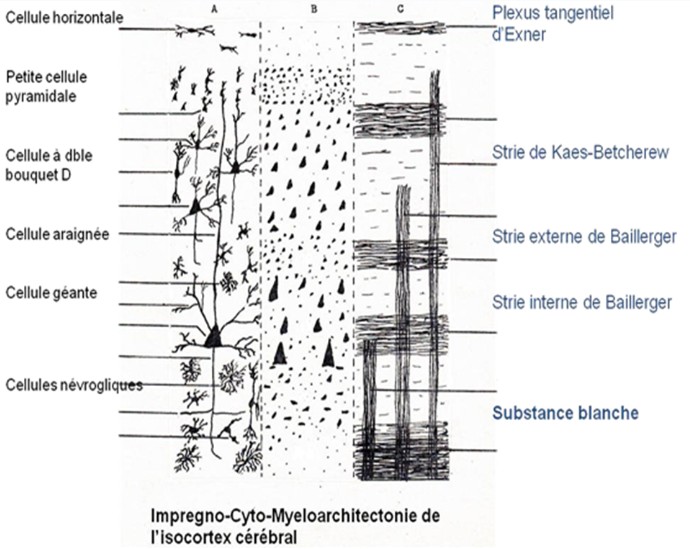 A B C
Cellule horizontale
Petite cellule
pyramidale
Cellule à dble
bouquet D
Cellule araignée
Cellule géante
Cellules névrogliques
Plexus tangentiel
d'Exner
Strie de Kaes-Betcherew
Strie externe de Baillerger
Strie interne de Baillerger
Substance blanche
Impregno-Cyto-Myeloarchitectonie de
l'isocortex cérébral